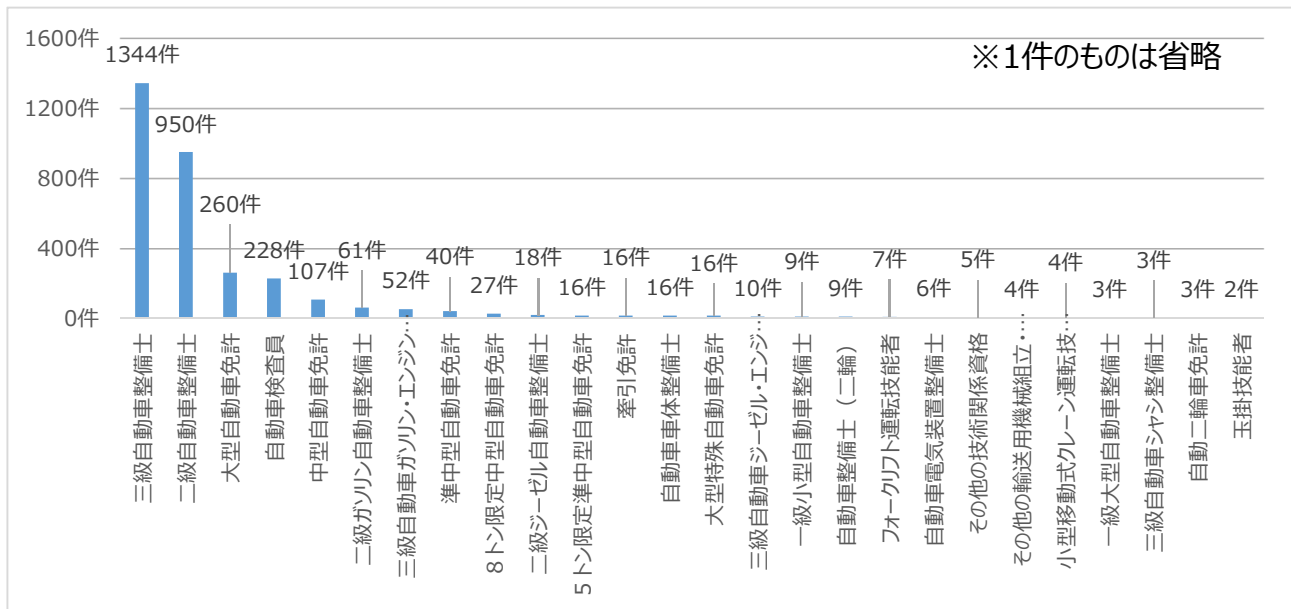 ※1件のものは省略
1600件
1200件
800件
400件
0件
1344件
950件
260件
228件
107件
61件
52件
40件
27件
18件
16件
16件
16件
16件
10件
9件
9件
7件
6件
5件
4件
4件
3件
3件
3件
2件
三級自動車整備士
二級自動車整備士
大型自動車免許
自動車検査員
中型自動車免許
二級ガソリン自動車整備士
三級自動車ガソリン・エンジン…
準中型自動車免許
８トン限定中型自動車免許
二級ジーゼル自動車整備士
５トン限定準中型自動車免許
牽引免許
自動車車体整備士
大型特殊自動車免許
三級自動車ジーゼル・エンジ…
一級小型自動車整備士
自動車整備士（二輪）
フォークリフト運転技能者
自動車電気装置整備士
その他の技術関係資格
その他の輸送用機械組立・…
小型移動式クレーン運転技…
一級大型自動車整備士
三級自動車シャシ整備士
自動二輪車免許
玉掛技能者